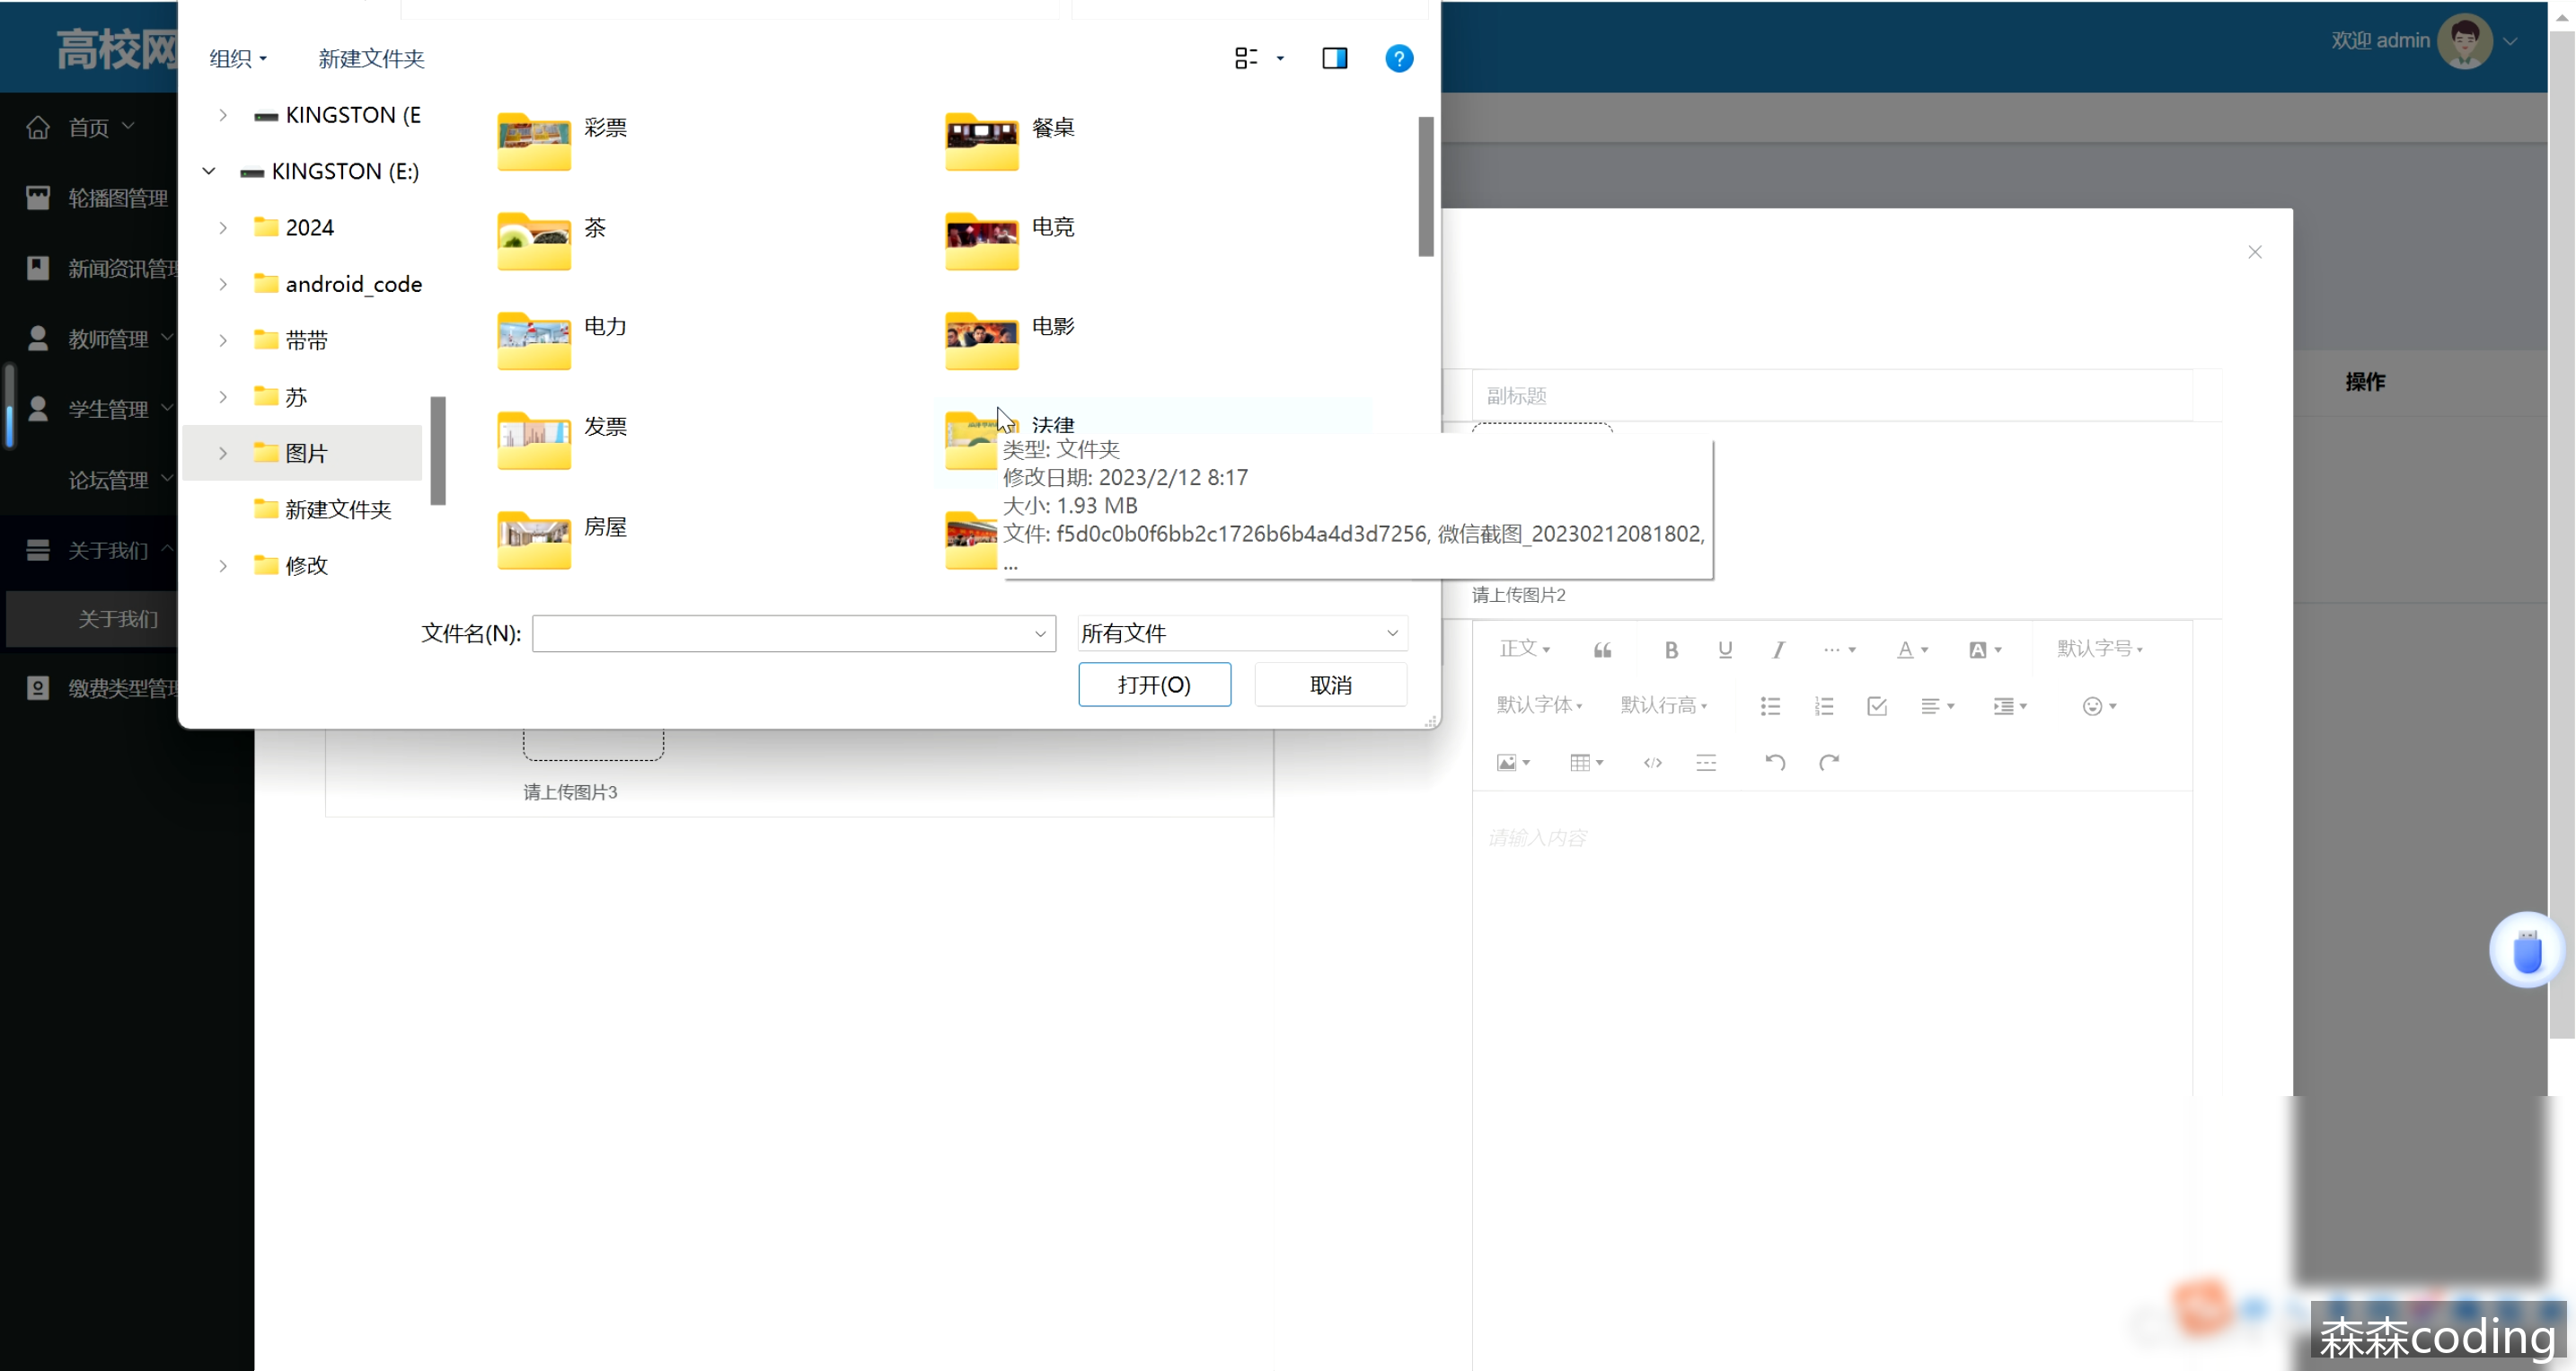 高校网
欢迎 admin
组织
新建文件夹
首页
轮播图管理
新闻资讯管理
教师管理
学生管理
论坛管理
关于我们
关于我们
缴费类型管理
KINGSTON (E
KINGSTON (E:)
2024
android_code
带带
苏
图片
新建文件夹
修改
彩票
餐桌
茶
电竞
电力
电影
发票
法律
房屋
类型: 文件夹
修改日期: 2023/2/12 8:17
大小: 1.93 MB
文件: f5d0c0b0f6bb2c1726b6b4a4d3d7256, 微信截图_20230212081802,
...
文件名(N):
所有文件
打开(O)
取消
操作
副标题
请上传图片2
正文
B U I ... A A 默认字号
默认字体 默认行高
请上传图片3
请输入内容
森森coding